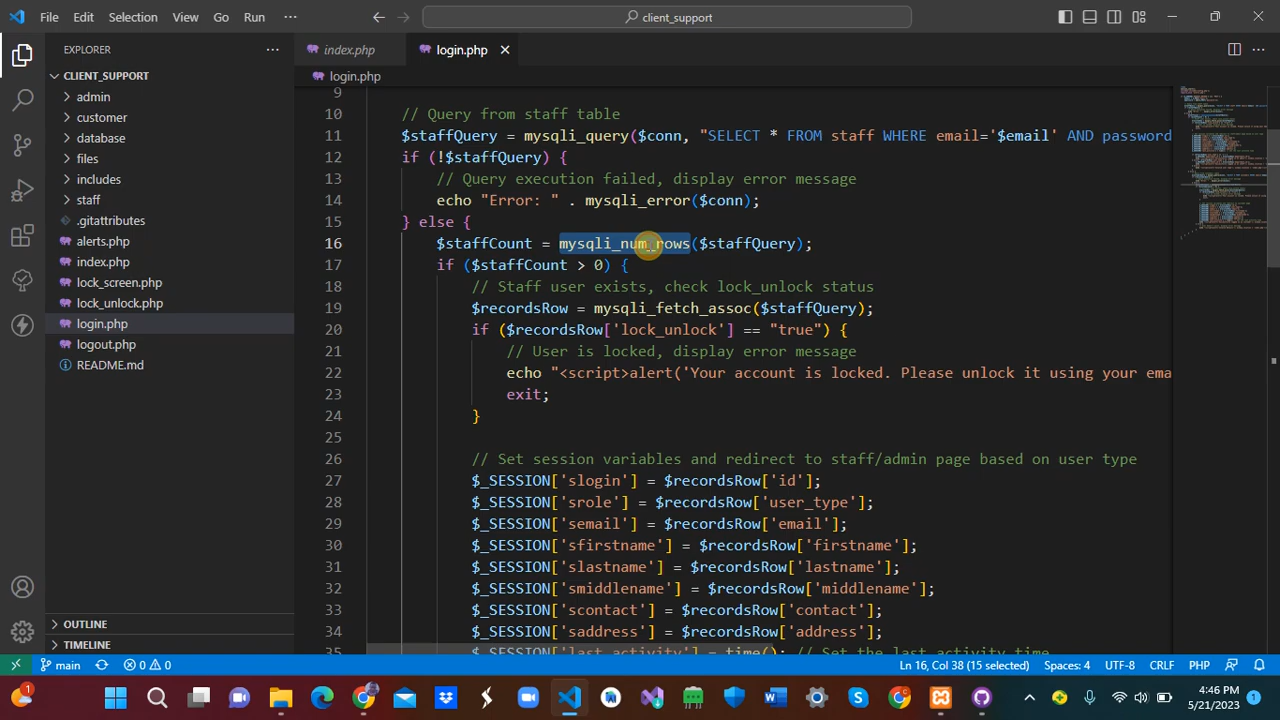 File Edit Selection View Go Run ··· client_support
EXPLORER ···
CLIENT_SUPPORT
admin
customer
database
files
includes
staff
.gitattributes
alerts.php
index.php
lock_screen.php
lock_unlock.php
login.php
logout.php
README.md
OUTLINE
TIMELINE
index.php login.php
login.php
9
10 // Query from staff table
11 $staffQuery = mysqli_query($conn, "SELECT * FROM staff WHERE email='$email' AND password
12 if (!$staffQuery) {
13 // Query execution failed, display error message
14 echo "Error: " . mysqli_error($conn);
15 } else {
16 $staffCount = mysqli_num_rows($staffQuery);
17 if ($staffCount > 0) {
18 // Staff user exists, check lock_unlock status
19 $recordsRow = mysqli_fetch_assoc($staffQuery);
20 if ($recordsRow['lock_unlock'] == "true") {
21 // User is locked, display error message
22 echo "<script>alert('Your account is locked. Please unlock it using your ema
23 exit;
24 }
25
26 // Set session variables and redirect to staff/admin page based on user type
27 $_SESSION['slogin'] = $recordsRow['id'];
28 $_SESSION['srole'] = $recordsRow['user_type'];
29 $_SESSION['semail'] = $recordsRow['email'];
30 $_SESSION['sfirstname'] = $recordsRow['firstname'];
31 $_SESSION['slastname'] = $recordsRow['lastname'];
32 $_SESSION['smiddlename'] = $recordsRow['middlename'];
33 $_SESSION['scontact'] = $recordsRow['contact'];
34 $_SESSION['saddress'] = $recordsRow['address'];
35 $_SESSION['last_activity'] = time(); // Set the last activity time
main 0 0 Ln 16, Col 38 (15 selected) Spaces: 4 UTF-8 CRLF PHP
4:46 PM
5/21/2023